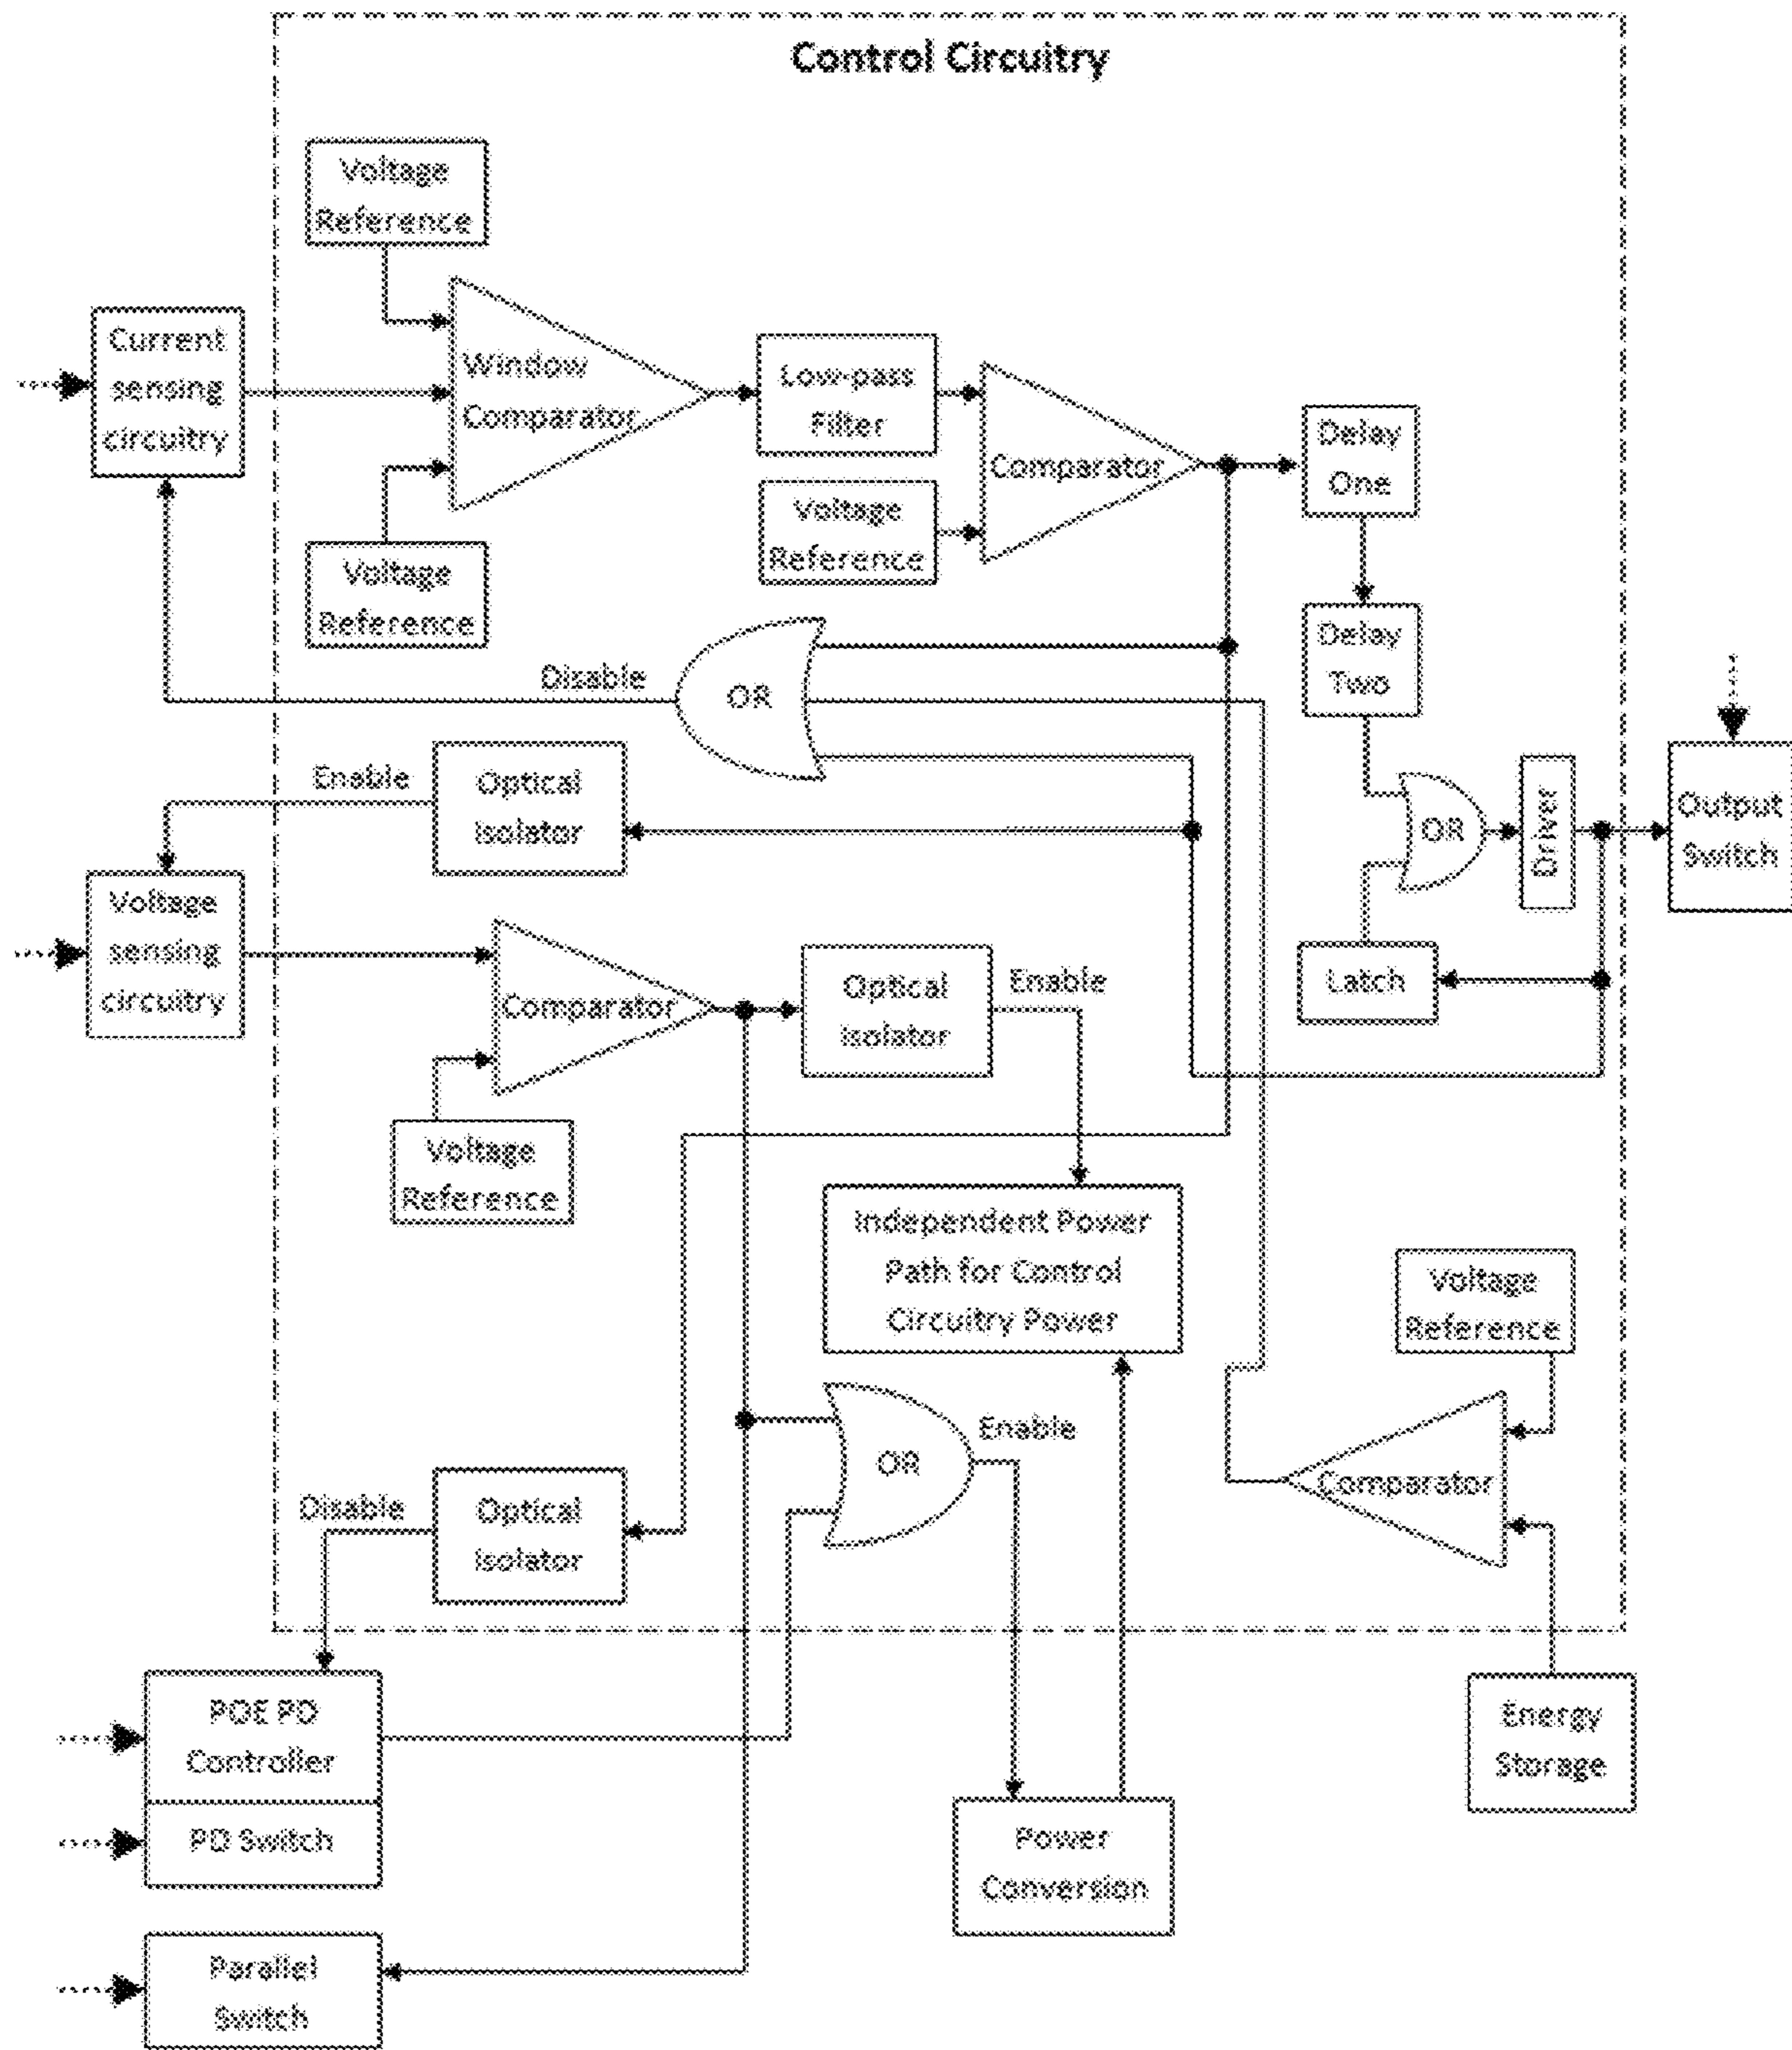 Control Circuitry
Voltage
Reference
Current
sensing
circuitry
Window
Comparator
Low-pass
Filter
Voltage
Reference
Comparator
Delay
One
Voltage
Reference
Delay
Two
Disable
OR
Enable
Optical
Isolator
OR
Driver
Output
Switch
Voltage
sensing
circuitry
Comparator
Optical
Isolator
Enable
Latch
Voltage
Reference
Independent Power
Path for Control
Circuitry Power
Voltage
Reference
OR
Enable
Comparator
Disable
Optical
Isolator
POE PD
Controller
PD Switch
Energy
Storage
Power
Conversion
Parallel
Switch